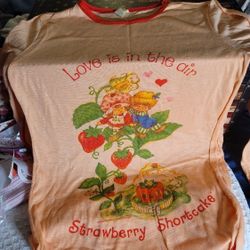 Love is in the air
Strawberry Shortcake